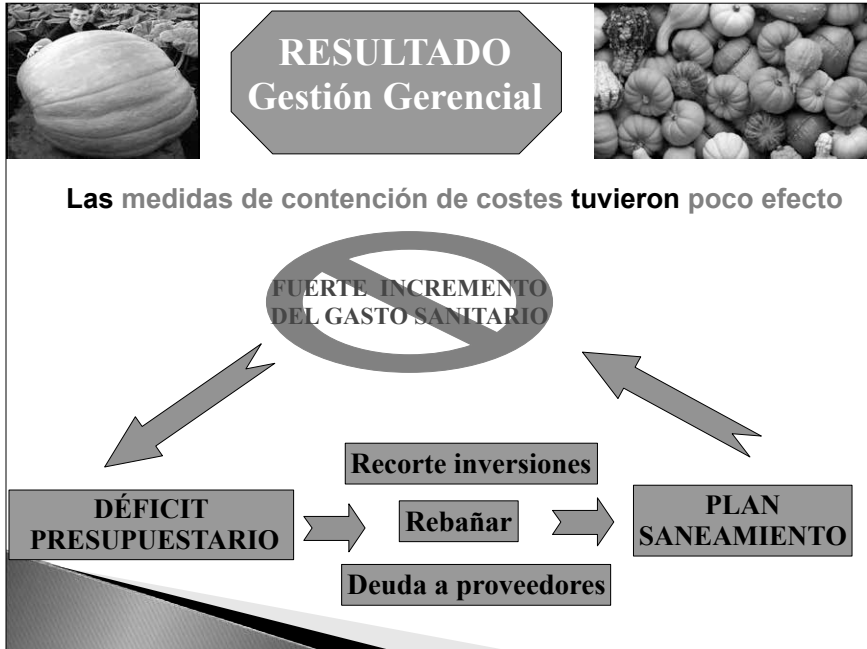 RESULTADO
Gestión Gerencial
Las medidas de contención de costes tuvieron poco efecto
FUERTE INCREMENTO
DEL GASTO SANITARIO
Recorte inversiones
DÉFICIT
PRESUPUESTARIO
Rebañar
PLAN
SANEAMIENTO
Deuda a proveedores